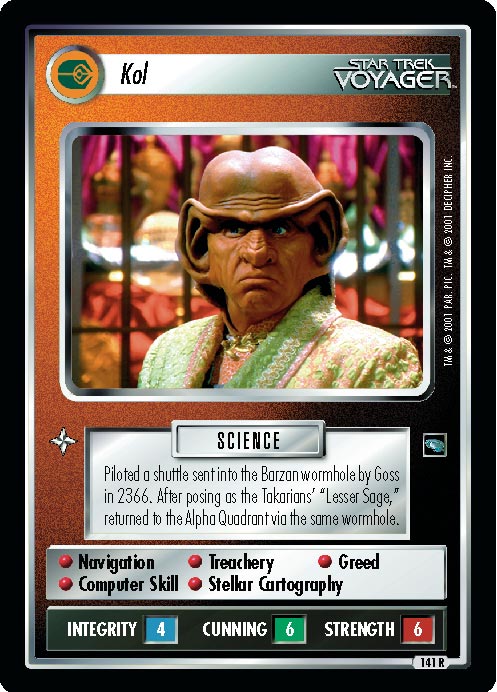 Kol
STAR TREK
VOYAGER™
TM & © 2001 PAR. PIC. TM & © 2001 DECIPHER INC.
SCIENCE
Piloted a shuttle sent into the Barzan wormhole by Goss
in 2366. After posing as the Takarians' "Lesser Sage,"
returned to the Alpha Quadrant via the same wormhole.
Navigation Treachery Greed
Computer Skill Stellar Cartography
INTEGRITY 4 CUNNING 6 STRENGTH 6
141 R